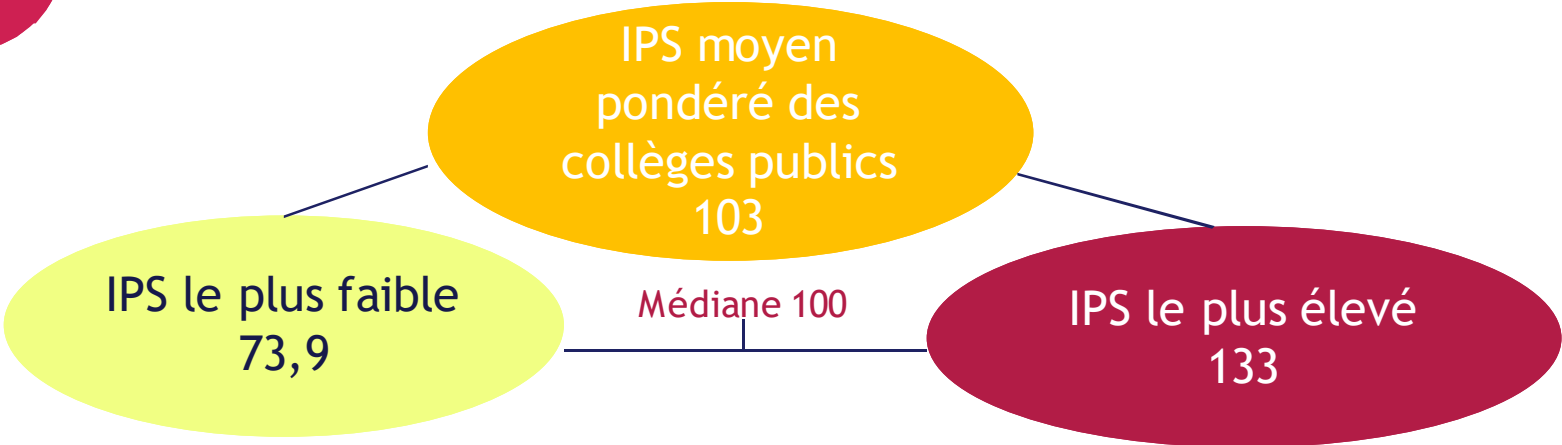 IPS moyen
pondéré des
collèges publics
103
IPS le plus faible
73,9
Médiane 100
IPS le plus élevé
133